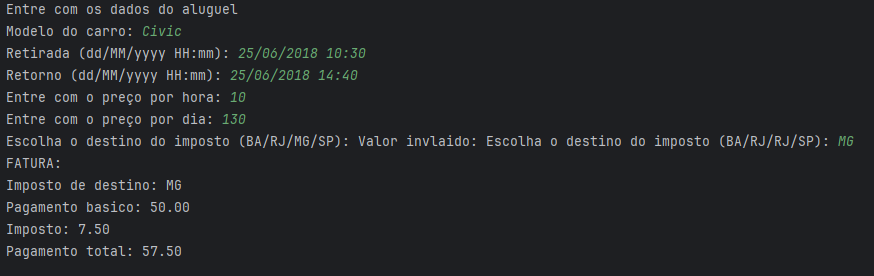 Entre com os dados do aluguel
Modelo do carro: Civic
Retirada (dd/MM/yyyy HH:mm): 25/06/2018 10:30
Retorno (dd/MM/yyyy HH:mm): 25/06/2018 14:40
Entre com o preço por hora: 10
Entre com o preço por dia: 130
Escolha o destino do imposto (BA/RJ/MG/SP): Valor invlaido: Escolha o destino do imposto (BA/RJ/RJ/SP): MG
FATURA:
Imposto de destino: MG
Pagamento basico: 50.00
Imposto: 7.50
Pagamento total: 57.50